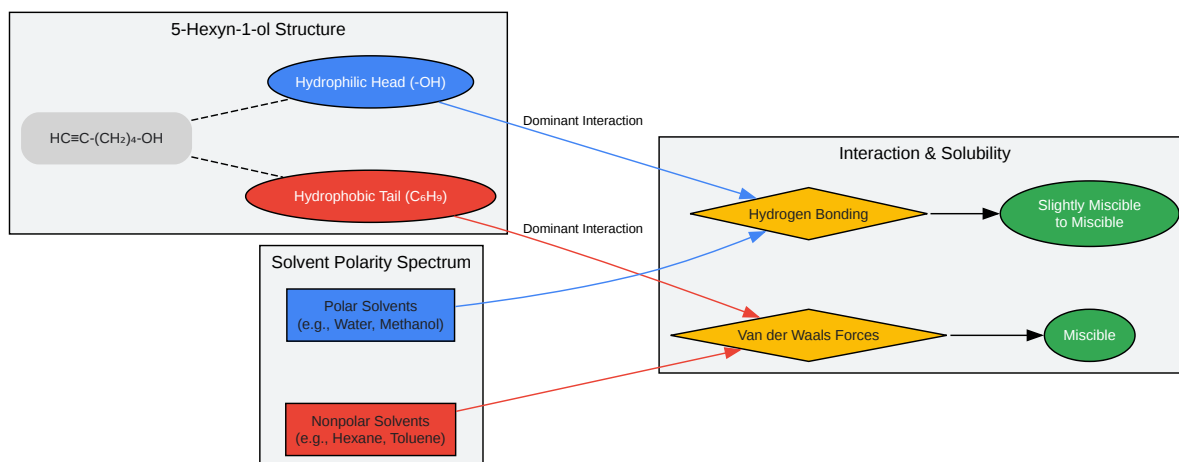 5-Hexyn-1-ol Structure
Hydrophilic Head (-OH)
HC≡C-(CH₂)₄-OH
Hydrophobic Tail (C₆H₉)
Dominant Interaction
Dominant Interaction
Solvent Polarity Spectrum
Polar Solvents
(e.g., Water, Methanol)
Nonpolar Solvents
(e.g., Hexane, Toluene)
Interaction & Solubility
Hydrogen Bonding
Slightly Miscible
to Miscible
Van der Waals Forces
Miscible